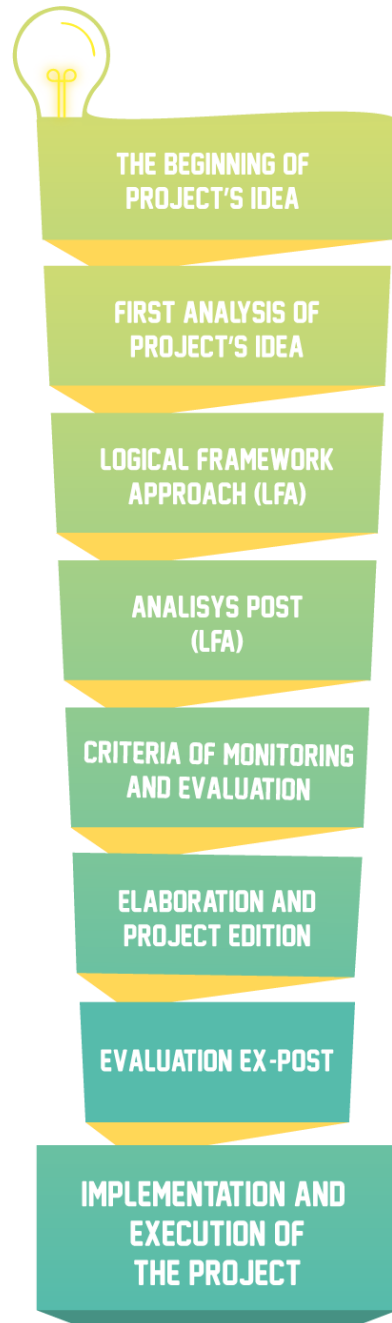 THE BEGINNING OF
PROJECT'S IDEA
FIRST ANALYSIS OF
PROJECT'S IDEA
LOGICAL FRAMEWORK
APPROACH (LFA)
ANALISYS POST
(LFA)
CRITERIA OF MONITORING
AND EVALUATION
ELABORATION AND
PROJECT EDITION
EVALUATION EX-POST
IMPLEMENTATION AND
EXECUTION OF
THE PROJECT